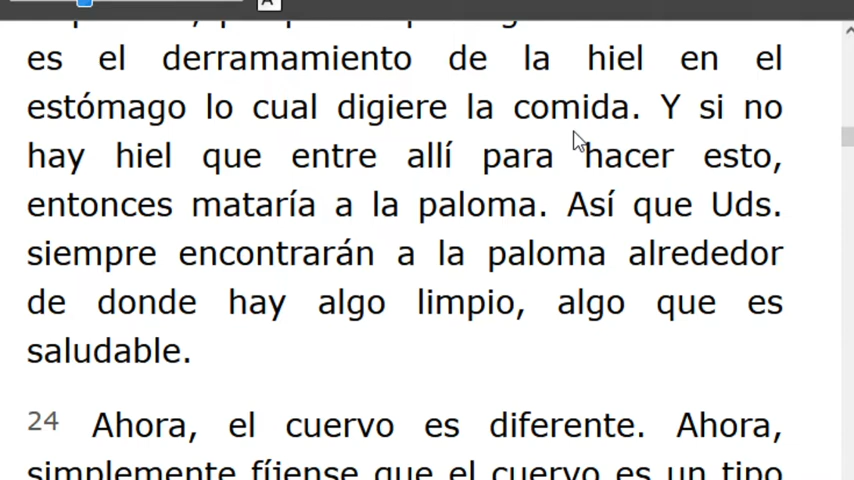 es el derramamiento de la hiel en el
estómago lo cual digiere la comida. Y si no
hay hiel que entre allí para hacer esto,
entonces mataría a la paloma. Así que Uds.
siempre encontrarán a la paloma alrededor
de donde hay algo limpio, algo que es
saludable.
24 Ahora, el cuervo es diferente. Ahora,
simplemente fíjense que el cuervo es un tipo